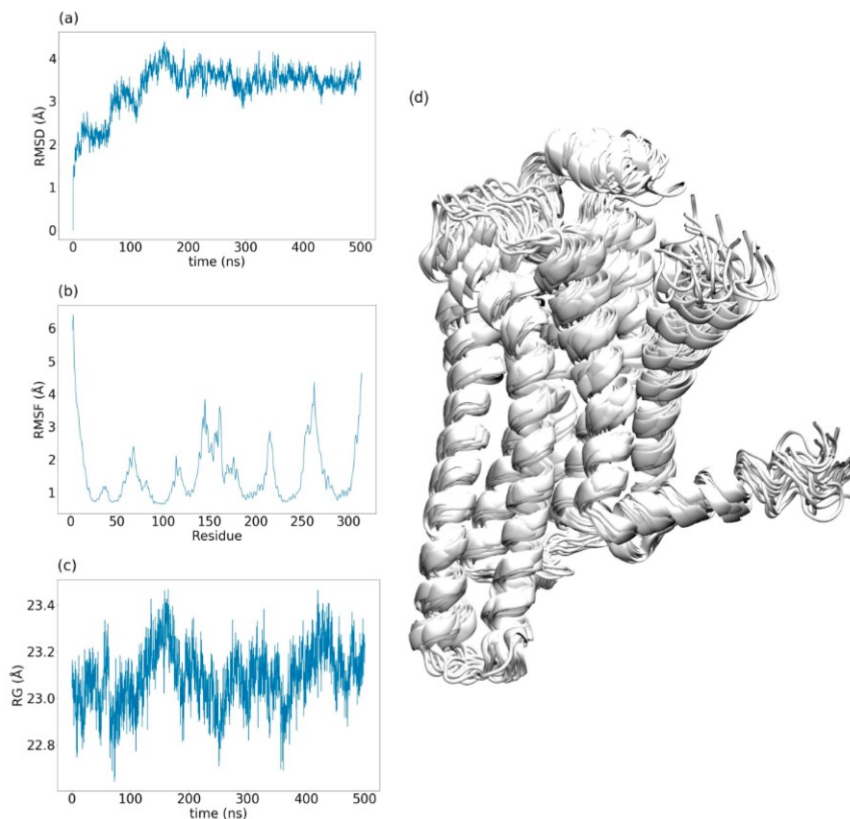 (a)
4
3
2
1
0
RMSD (Å)
0 100 200 300 400 500
time (ns)
(b)
6
5
4
3
2
1
RMSF (Å)
0 50 100 150 200 250 300
Residue
(c)
23.4
23.2
23.0
22.8
RG (Å)
0 100 200 300 400 500
time (ns)
(d)